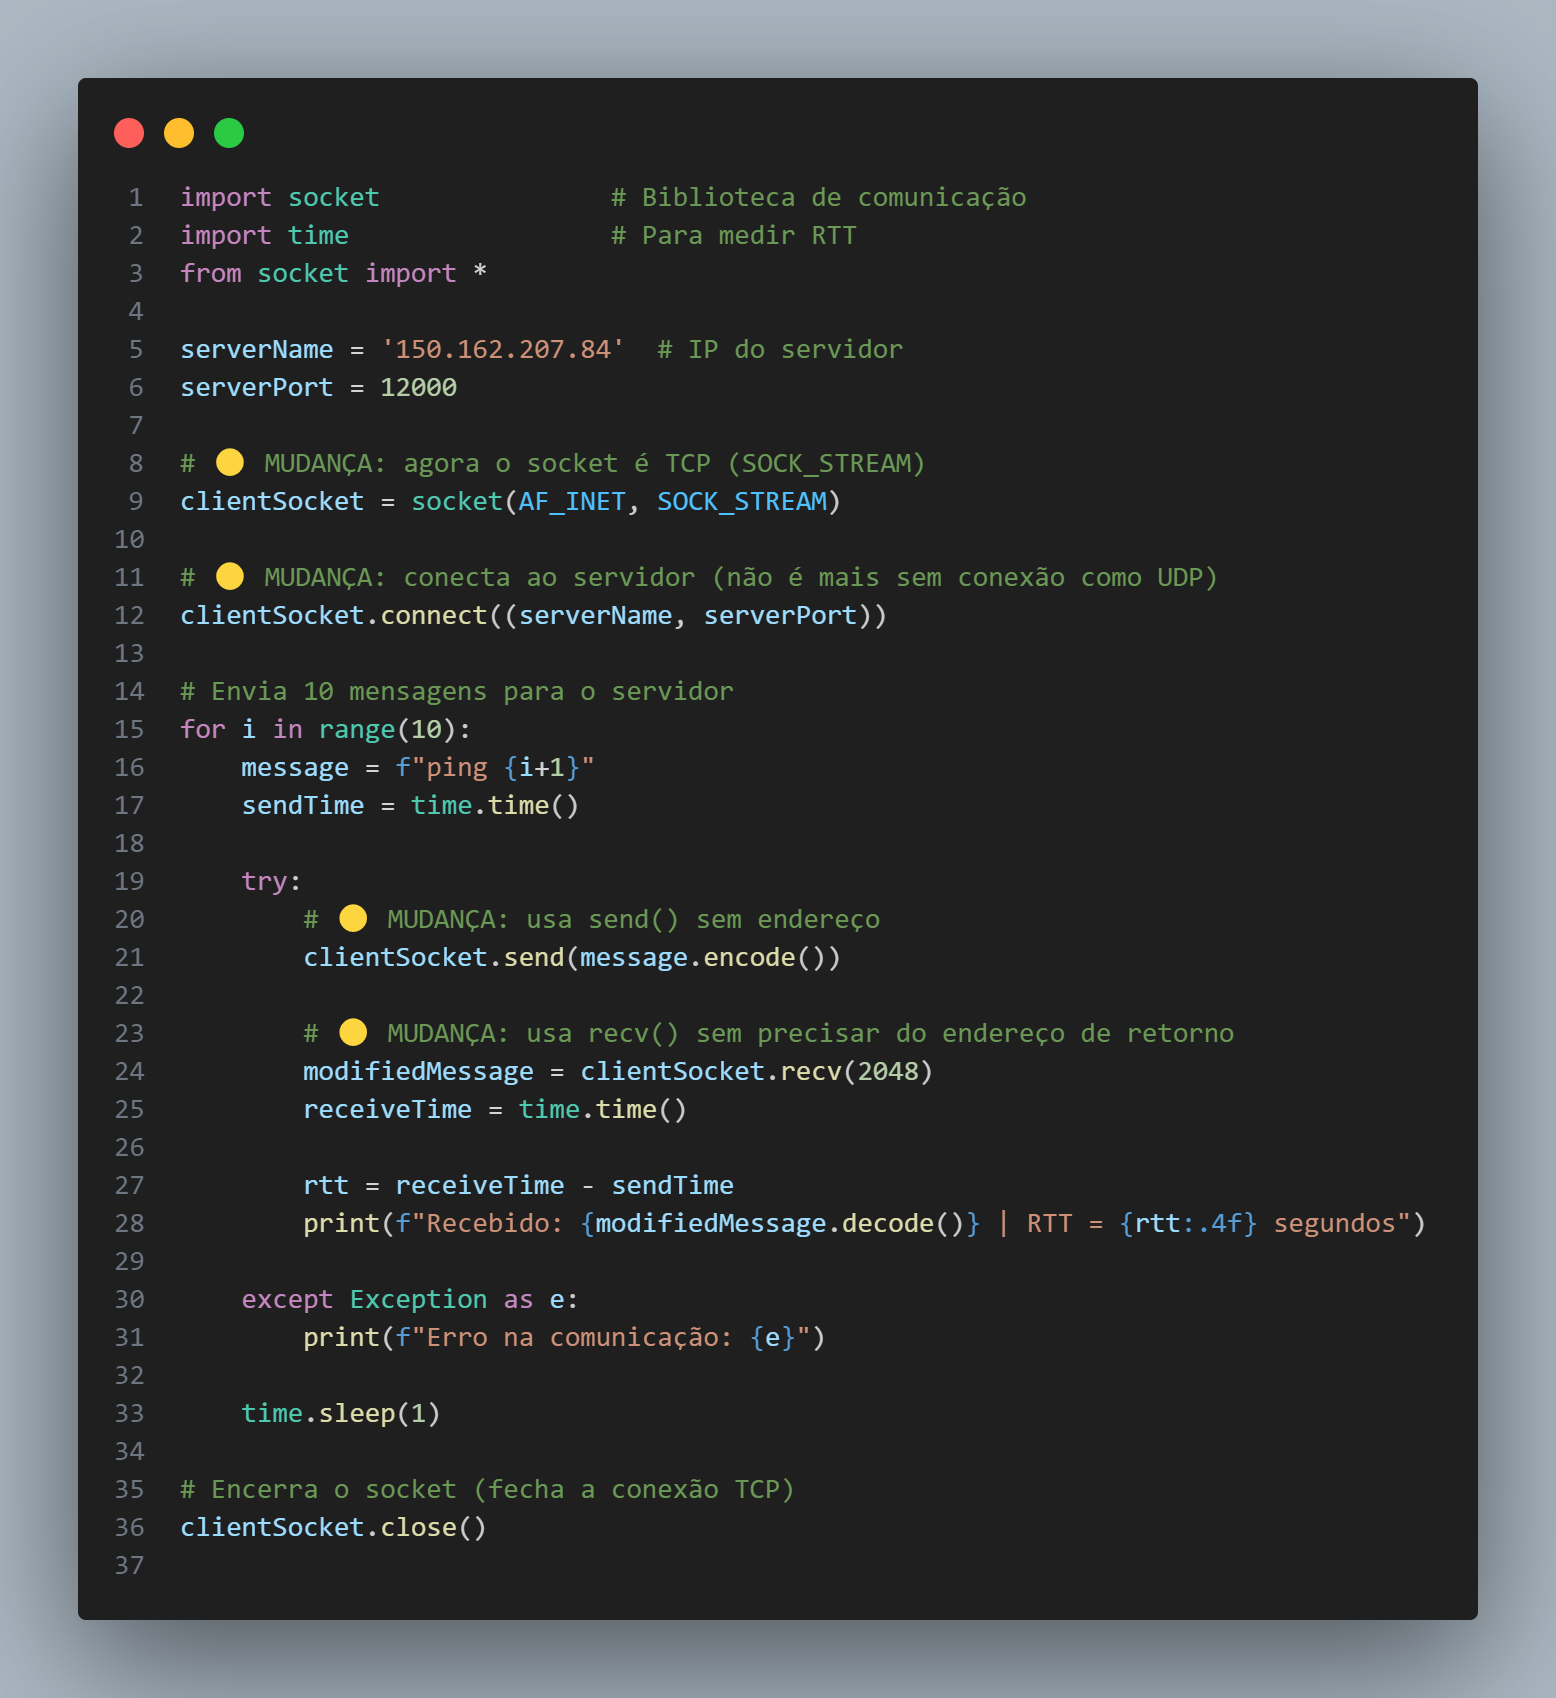 1 import socket               # Biblioteca de comunicação
2 import time                 # Para medir RTT
3 from socket import *
4
5 serverName = '150.162.207.84'  # IP do servidor
6 serverPort = 12000
7
8 # 🟡 MUDANÇA: agora o socket é TCP (SOCK_STREAM)
9 clientSocket = socket(AF_INET, SOCK_STREAM)
10
11 # 🟡 MUDANÇA: conecta ao servidor (não é mais sem conexão como UDP)
12 clientSocket.connect((serverName, serverPort))
13
14 # Envia 10 mensagens para o servidor
15 for i in range(10):
16     message = f"ping {i+1}"
17     sendTime = time.time()
18
19     try:
20         # 🟡 MUDANÇA: usa send() sem endereço
21         clientSocket.send(message.encode())
22
23         # 🟡 MUDANÇA: usa recv() sem precisar do endereço de retorno
24         modifiedMessage = clientSocket.recv(2048)
25         receiveTime = time.time()
26
27         rtt = receiveTime - sendTime
28         print(f"Recebido: {modifiedMessage.decode()} | RTT = {rtt:.4f} segundos")
29
30     except Exception as e:
31         print(f"Erro na comunicação: {e}")
32
33     time.sleep(1)
34
35 # Encerra o socket (fecha a conexão TCP)
36 clientSocket.close()
37